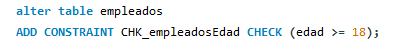 alter table empleados
ADD CONSTRAINT CHK_empleadosEdad CHECK (edad >= 18);